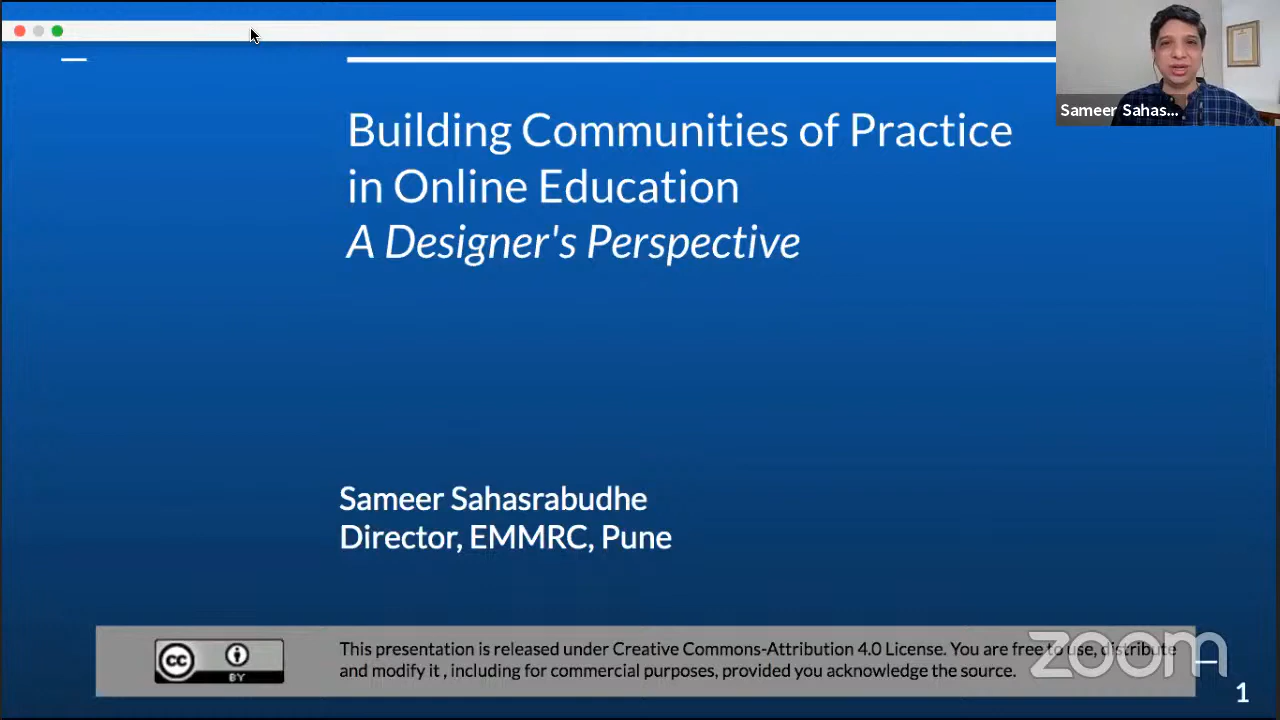 Sameer Sahas...
Building Communities of Practice
in Online Education
A Designer's Perspective
Sameer Sahasrabudhe
Director, EMMRC, Pune
cc
BY
This presentation is released under Creative Commons-Attribution 4.0 License. You are free to use, distribute
and modify it , including for commercial purposes, provided you acknowledge the source.
zoom
1